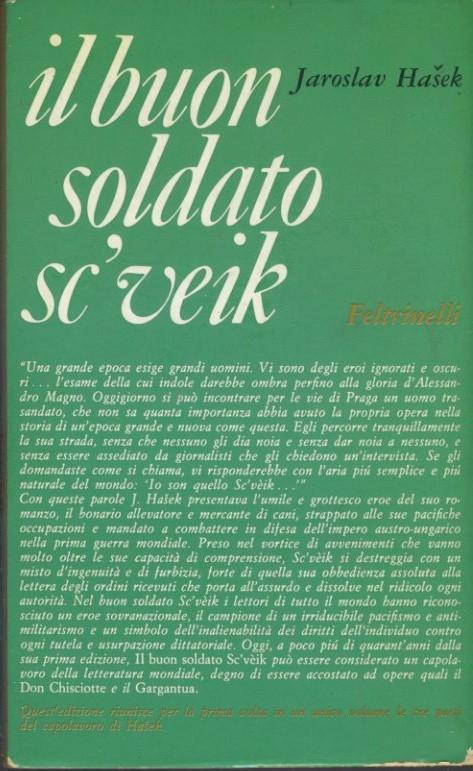 il buon
Jaroslav Hašek
soldato
sc'veik
Feltrinelli
"Una grande epoca esige grandi uomini. Vi sono degli eroi ignorati e oscu-
ri . . . l'esame della cui indole darebbe ombra perfino alla gloria d'Alessan-
dro Magno. Oggigiorno si può incontrare per le vie di Praga un uomo tra-
sandato, che non sa quanta importanza abbia avuto la propria opera nella
storia di un'epoca grande e nuova come questa. Egli percorre tranquillamente
la sua strada, senza che nessuno gli dia noia e senza dar noia a nessuno, e
senza essere assediato da giornalisti che gli chiedono un'intervista. Se gli
domandaste come si chiama, vi risponderebbe con l'aria piú semplice e piú
naturale del mondo: 'Io son quello Sc'vèik . . .'"
Con queste parole J. Hašek presentava l'umile e grottesco eroe del suo ro-
manzo, il bonario allevatore e mercante di cani, strappato alle sue pacifiche
occupazioni e mandato a combattere in difesa dell'impero austro-ungarico
nella prima guerra mondiale. Preso nel vortice di avvenimenti che vanno
molto oltre le sue capacità di comprensione, Sc'vèik si destreggia con un
misto d'ingenuità e di furbizia, forte di quella sua obbedienza assoluta alla
lettera degli ordini ricevuti che porta all'assurdo e dissolve nel ridicolo ogni
autorità. Nel buon soldato Sc'vèik i lettori di tutto il mondo hanno ricono-
sciuto un eroe sovranazionale, il campione di un irriducibile pacifismo e anti-
militarismo e un simbolo dell'inalienabilità dei diritti dell'individuo contro
ogni tutela e usurpazione dittatoriale. Oggi, a poco piú di quarant'anni dalla
sua prima edizione, Il buon soldato Sc'vèik può essere considerato un capola-
voro della letteratura mondiale, degno di essere accostato ad opere quali il
Don Chisciotte e il Gargantua.
Quest'edizione riunisce per la prima volta in un unico volume le tre parti
del capolavoro di Hašek.